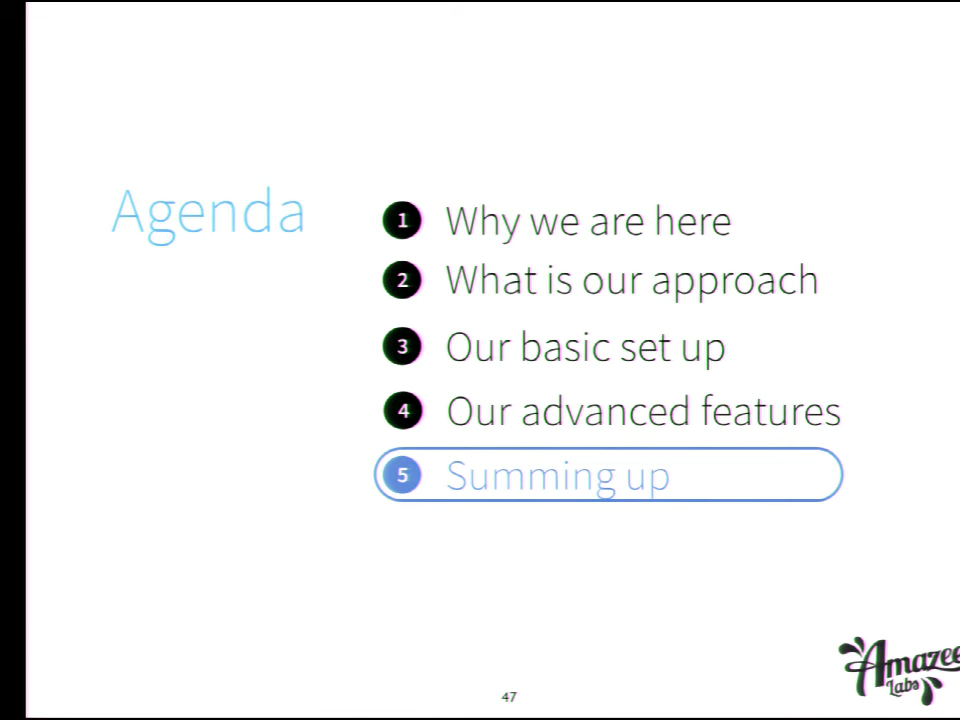 Agenda
1 Why we are here
2 What is our approach
3 Our basic set up
4 Our advanced features
5 Summing up
Amazee
Labs
47